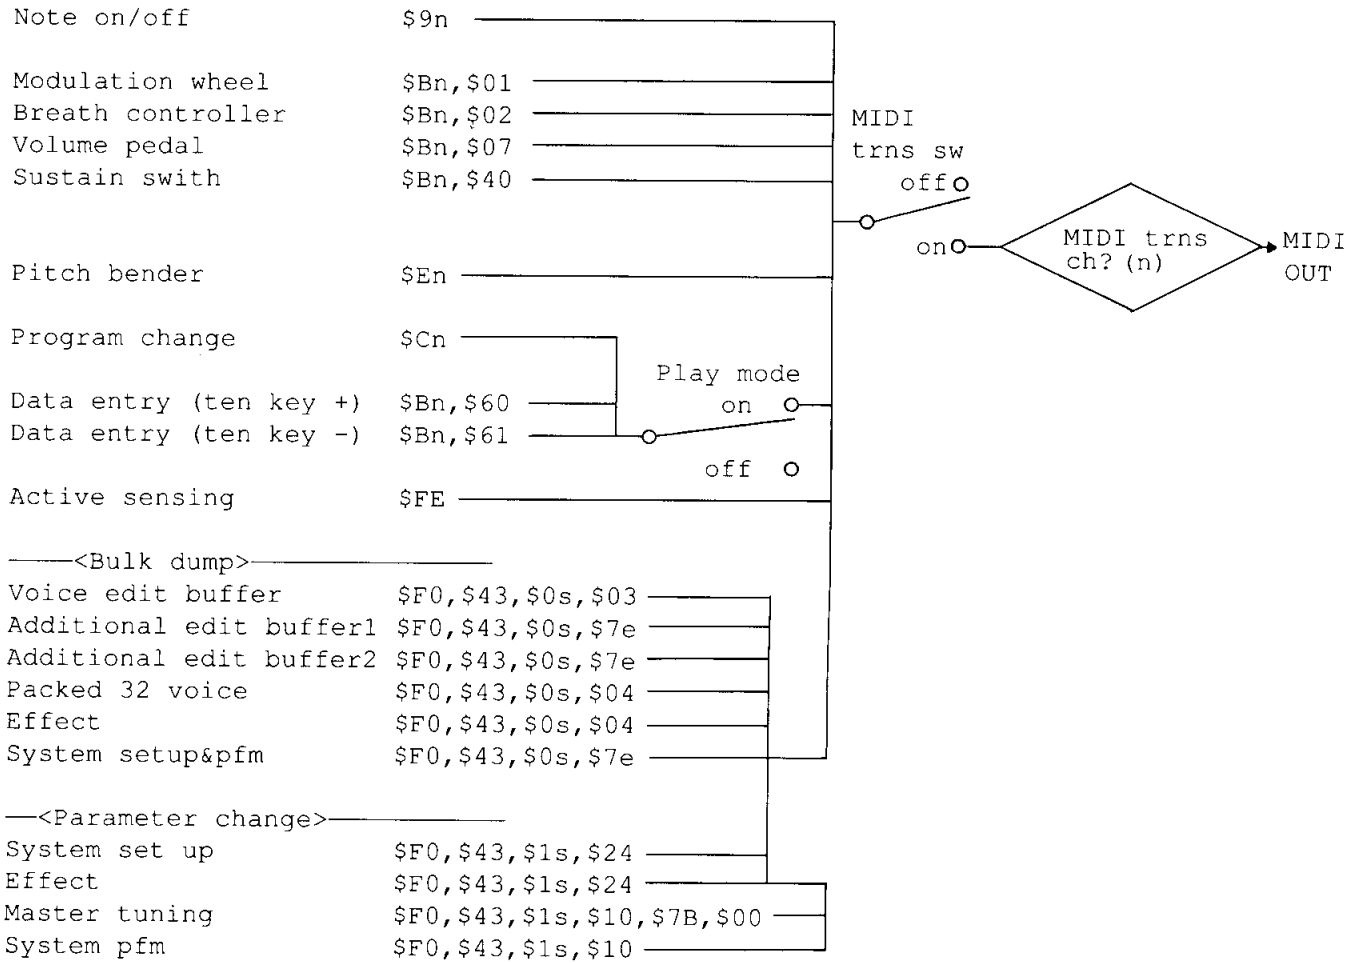 Note on/off $9n
Modulation wheel $Bn,$01
Breath controller $Bn,$02
MIDI
Volume pedal $Bn,$07
trns sw
Sustain swith $Bn,$40
off
on
MIDI trns
ch? (n)
MIDI
OUT
Pitch bender $En
Program change $Cn
Play mode
Data entry (ten key +) $Bn,$60
on
Data entry (ten key -) $Bn,$61
off
Active sensing $FE
<Bulk dump>
Voice edit buffer $F0,$43,$0s,$03
Additional edit buffer1 $F0,$43,$0s,$7e
Additional edit buffer2 $F0,$43,$0s,$7e
Packed 32 voice $F0,$43,$0s,$04
Effect $F0,$43,$0s,$04
System setup&pfm $F0,$43,$0s,$7e
<Parameter change>
System set up $F0,$43,$1s,$24
Effect $F0,$43,$1s,$24
Master tuning $F0,$43,$1s,$10,$7B,$00
System pfm $F0,$43,$1s,$10